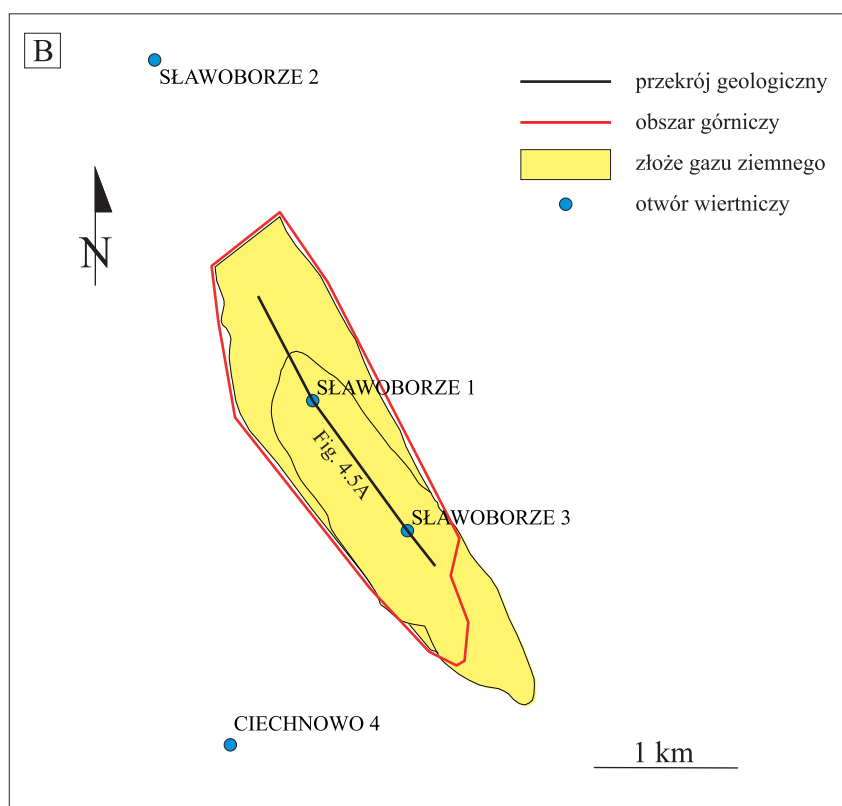 B
SŁAWOBORZE 2
przekrój geologiczny
obszar górniczy
złoże gazu ziemnego
otwór wiertniczy
N
SŁAWOBORZE 1
Fig. 4.5A
SŁAWOBORZE 3
CIECHNOWO 4
1 km